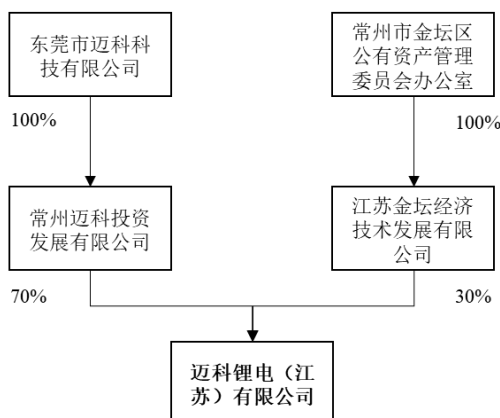 东莞市迈科科
技有限公司
常州市金坛区
公有资产管理
委员会办公室
100%
100%
常州迈科投资
发展有限公司
江苏金坛经济
技术发展有限
公司
70%
30%
迈科锂电（江
苏）有限公司